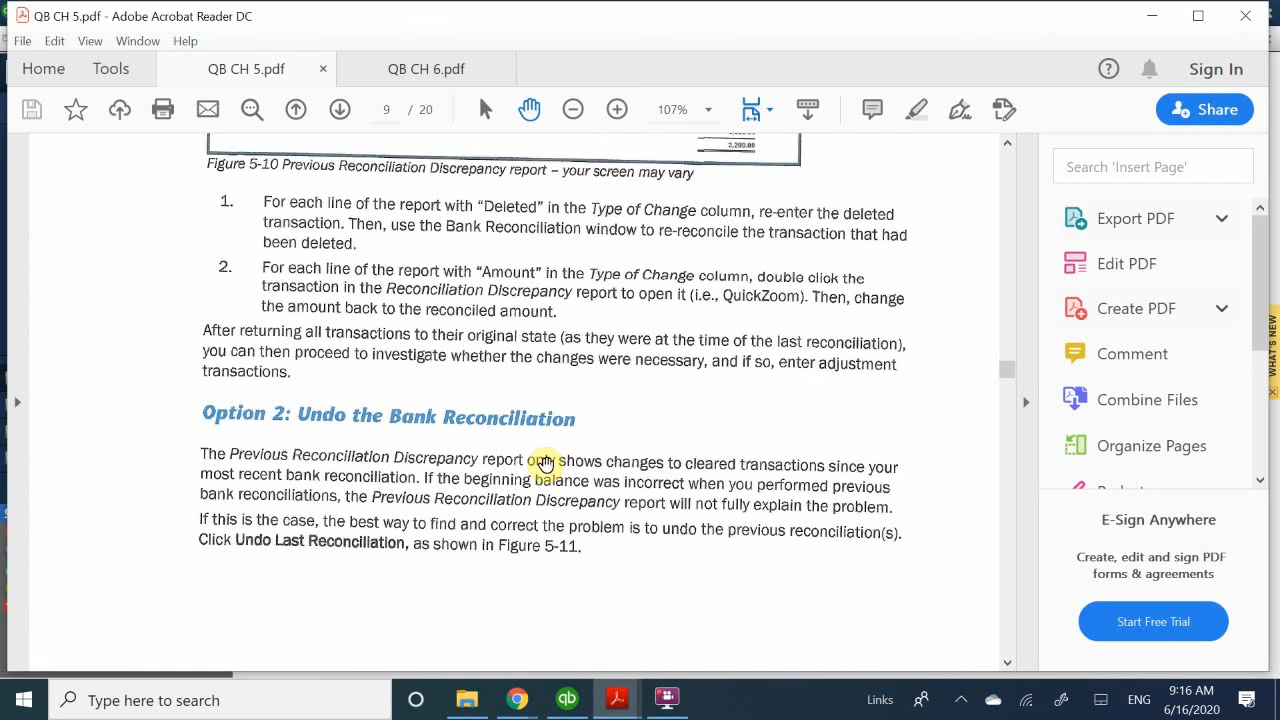 QB CH 5.pdf - Adobe Acrobat Reader DC
File Edit View Window Help
Home Tools QB CH 5.pdf × QB CH 6.pdf Sign In
9 / 20 107% Share
3,200.00
Figure 5-10 Previous Reconciliation Discrepancy report – your screen may vary
1. For each line of the report with “Deleted” in the Type of Change column, re-enter the deleted
transaction. Then, use the Bank Reconciliation window to re-reconcile the transaction that had
been deleted.
2. For each line of the report with “Amount” in the Type of Change column, double click the
transaction in the Reconciliation Discrepancy report to open it (i.e., QuickZoom). Then, change
the amount back to the reconciled amount.
After returning all transactions to their original state (as they were at the time of the last reconciliation),
you can then proceed to investigate whether the changes were necessary, and if so, enter adjustment
transactions.
Option 2: Undo the Bank Reconciliation
The Previous Reconciliation Discrepancy report only shows changes to cleared transactions since your
most recent bank reconciliation. If the beginning balance was incorrect when you performed previous
bank reconciliations, the Previous Reconciliation Discrepancy report will not fully explain the problem.
If this is the case, the best way to find and correct the problem is to undo the previous reconciliation(s).
Click Undo Last Reconciliation, as shown in Figure 5-11.
Search 'Insert Page'
Export PDF
Edit PDF
Create PDF
Comment
Combine Files
Organize Pages
E-Sign Anywhere
Create, edit and sign PDF
forms & agreements
Start Free Trial
WHAT'S NEW
Type here to search
Links
ENG
9:16 AM
6/16/2020